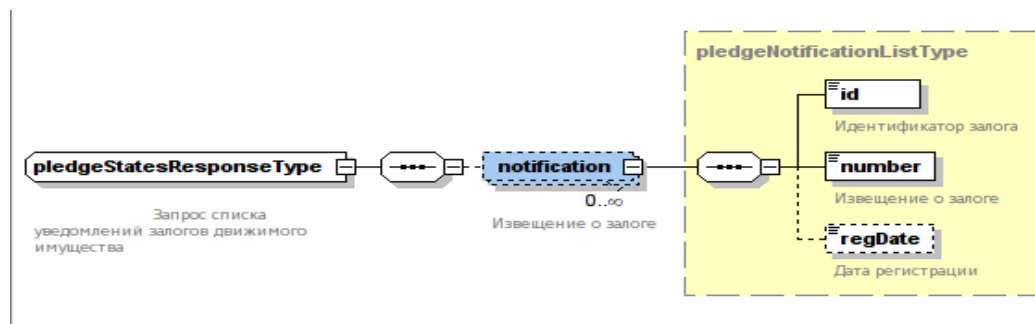 pledgeNotificationListType
id
Идентификатор залога
pledgeStatesResponseType
notification
number
0..∞
Запрос списка
уведомлений залогов движимого
имущества
Извещение о залоге
Извещение о залоге
regDate
Дата регистрации